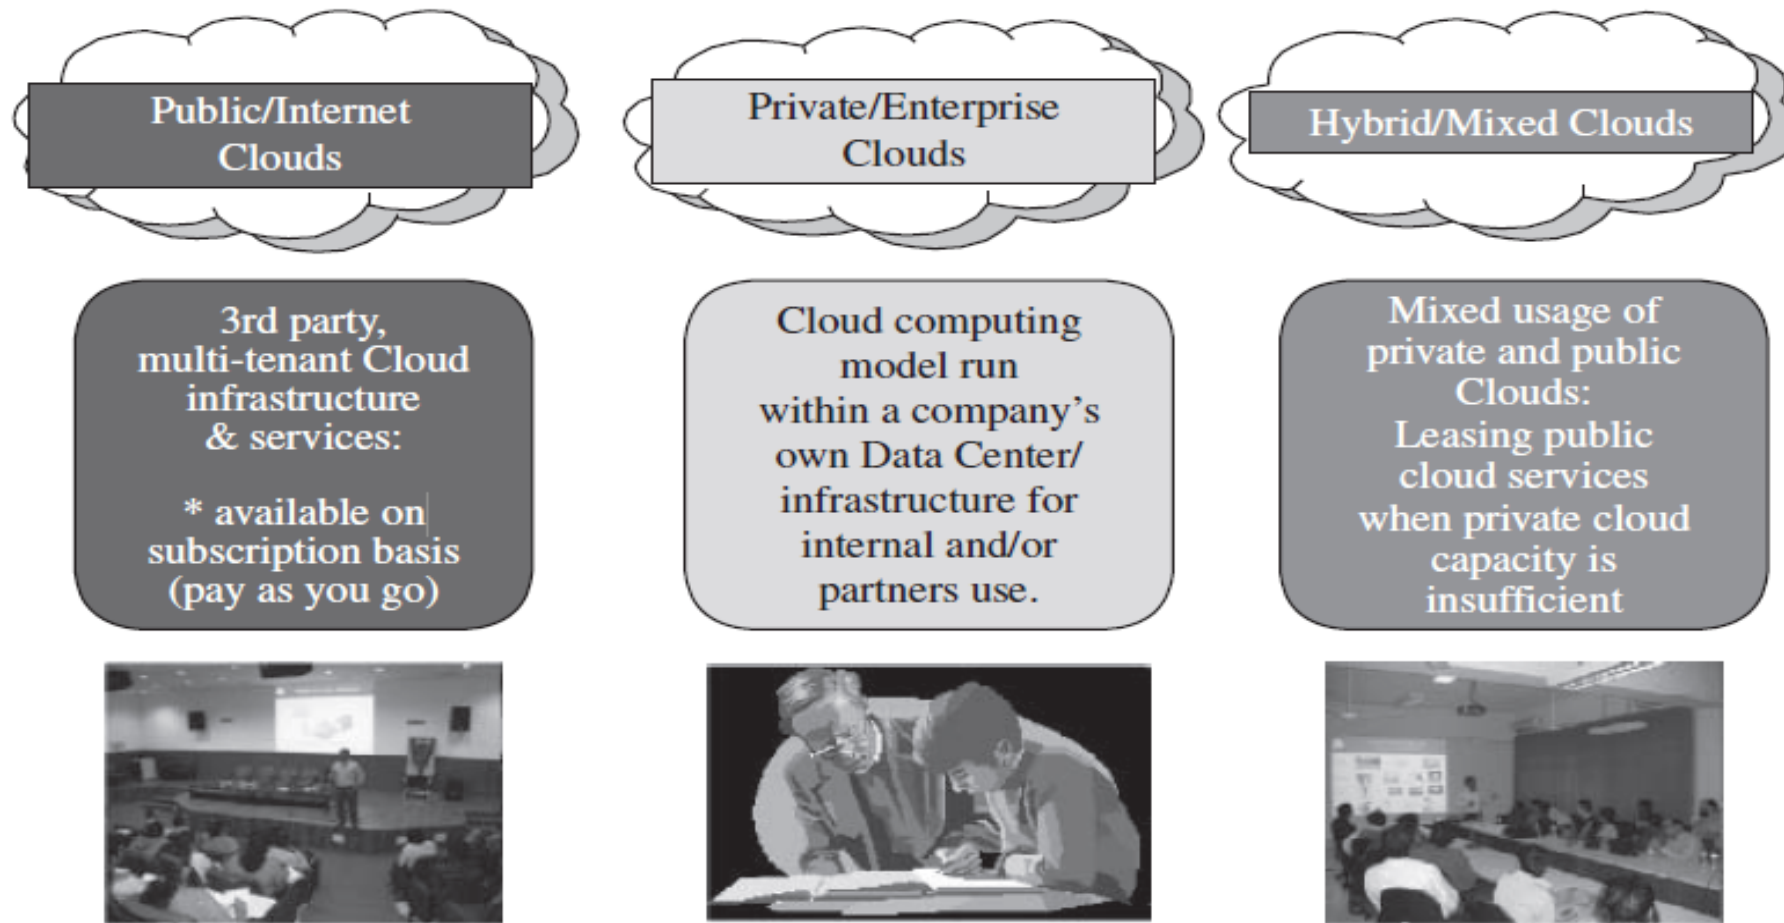 Public/Internet
Clouds
Private/Enterprise
Clouds
Hybrid/Mixed Clouds
3rd party,
multi-tenant Cloud
infrastructure
& services:
* available on
subscription basis
(pay as you go)
Cloud computing
model run
within a company’s
own Data Center/
infrastructure for
internal and/or
partners use.
Mixed usage of
private and public
Clouds:
Leasing public
cloud services
when private cloud
capacity is
insufficient